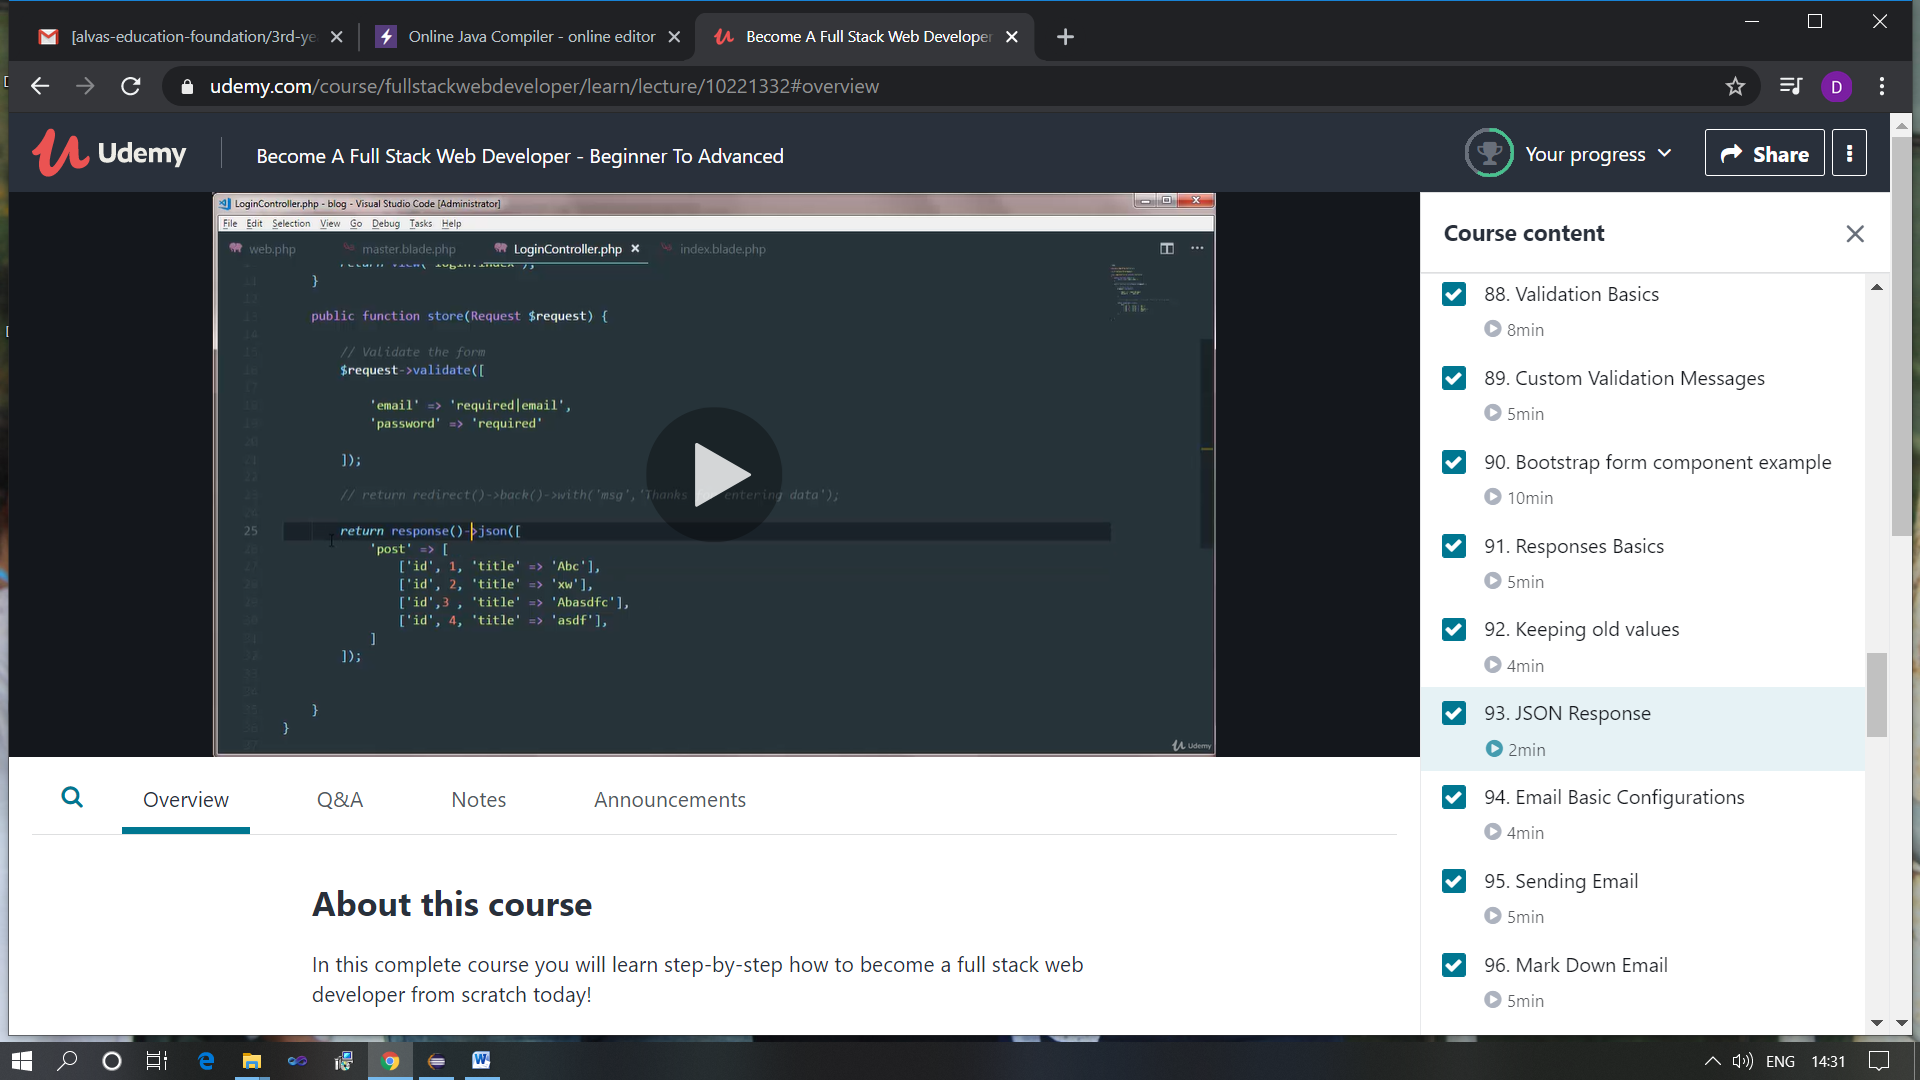 [alvas-education-foundation/3rd-ye
Online Java Compiler - online editor
Become A Full Stack Web Developer
udemy.com/course/fullstackwebdeveloper/learn/lecture/10221332#overview
D
Udemy
Become A Full Stack Web Developer - Beginner To Advanced
Your progress
Share
LoginController.php - blog - Visual Studio Code [Administrator]
File Edit Selection View Go Debug Tasks Help
web.php master.blade.php LoginController.php index.blade.php
}
public function store(Request $request) {
// Validate the form
$request->validate([
'email' => 'required|email',
'password' => 'required'
]);
// return redirect()->back()->with('msg','Thanks entering data');
25 return response()->json([
'post' => [
['id', 1, 'title' => 'Abc'],
['id', 2, 'title' => 'xw'],
['id',3 , 'title' => 'Abasdfc'],
['id', 4, 'title' => 'asdf'],
]
]);
}
}
Udemy
Course content
88. Validation Basics
8min
89. Custom Validation Messages
5min
90. Bootstrap form component example
10min
91. Responses Basics
5min
92. Keeping old values
4min
93. JSON Response
2min
94. Email Basic Configurations
4min
95. Sending Email
5min
96. Mark Down Email
5min
Overview
Q&A
Notes
Announcements
About this course
In this complete course you will learn step-by-step how to become a full stack web
developer from scratch today!
ENG
14:31